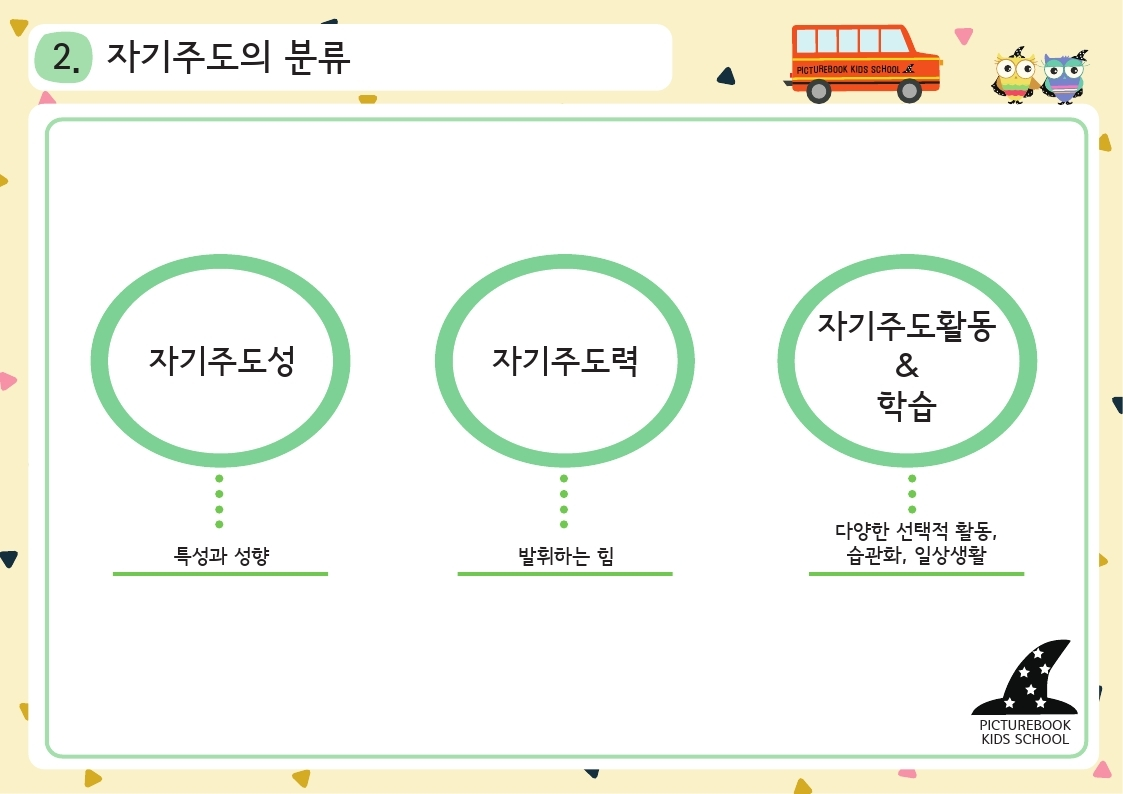 2. 자기주도의 분류
PICTUREBOOK KIDS SCHOOL
자기주도성
자기주도력
자기주도활동
&
학습
특성과 성향
발휘하는 힘
다양한 선택적 활동,
습관화, 일상생활
PICTUREBOOK
KIDS SCHOOL